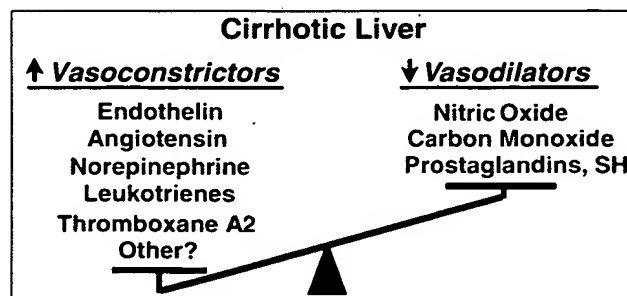 Cirrhotic Liver
↑ Vasoconstrictors
Endothelin
Angiotensin
Norepinephrine
Leukotrienes
Thromboxane A2
Other?
↓ Vasodilators
Nitric Oxide
Carbon Monoxide
Prostaglandins, SH